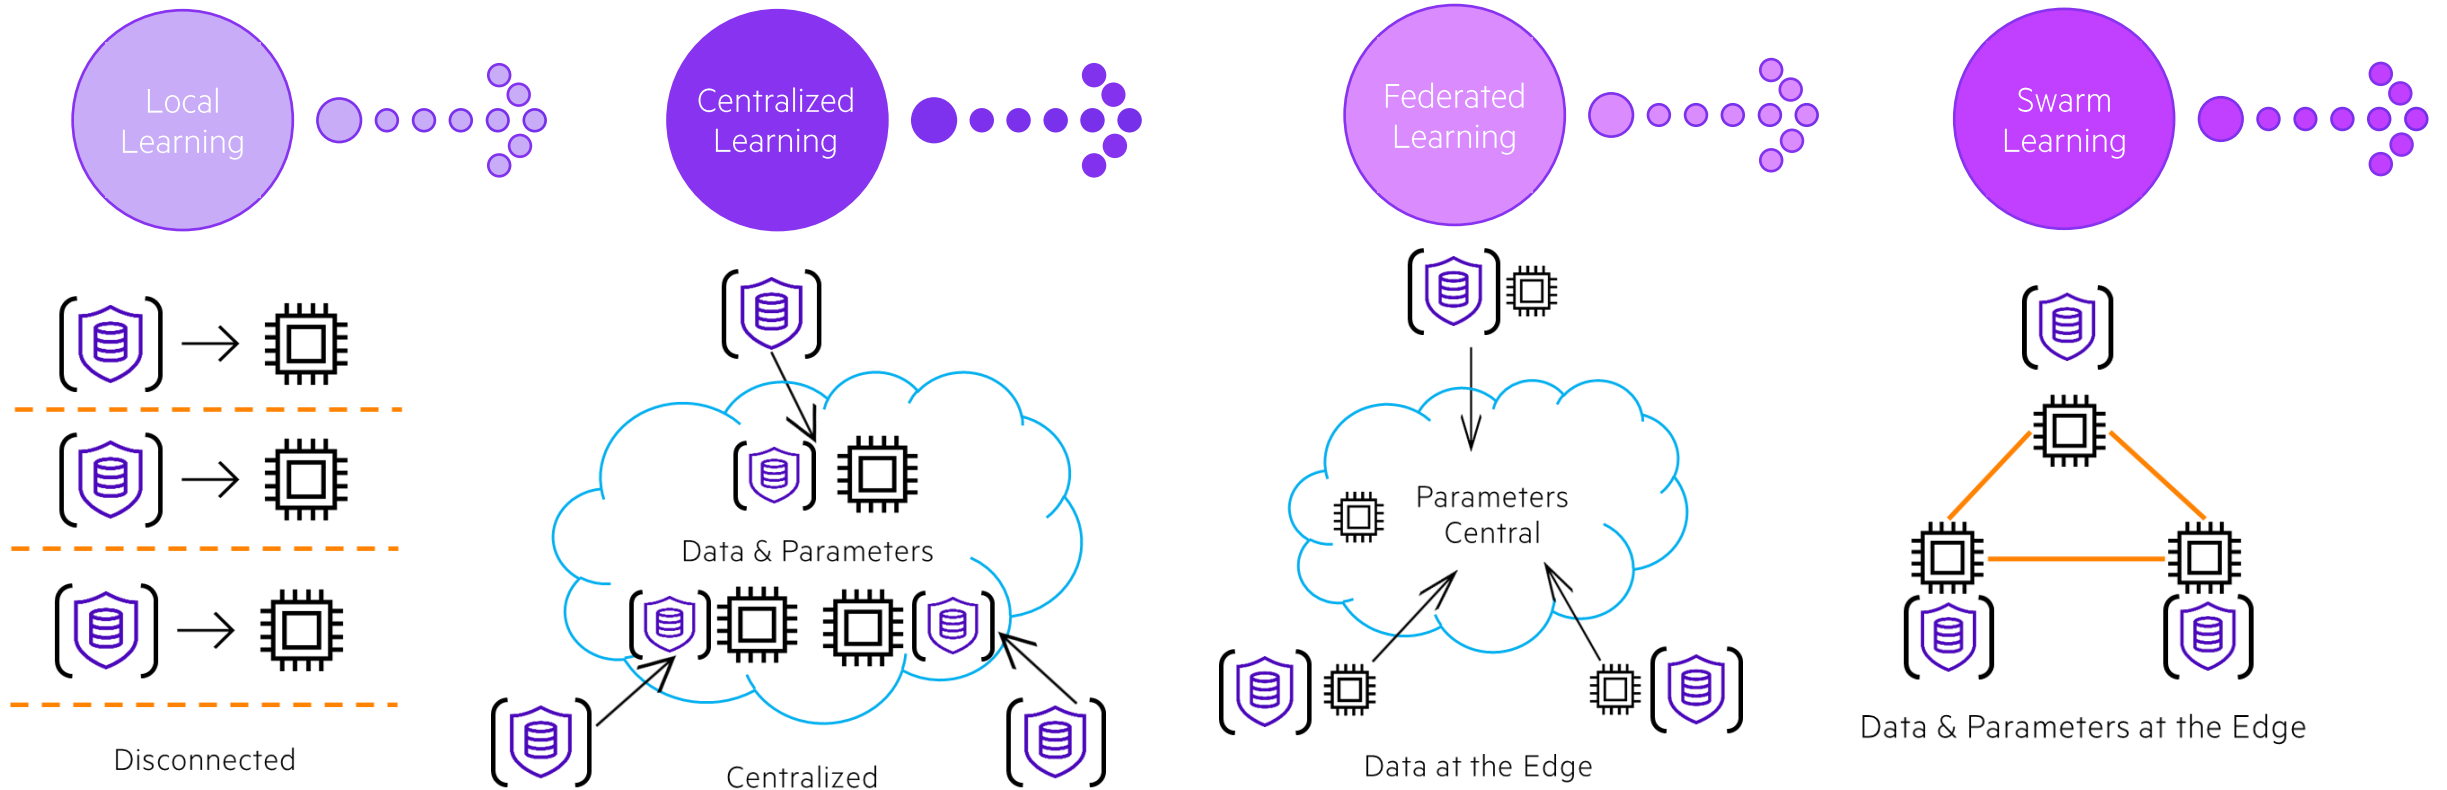 Local
Learning
Centralized
Learning
Federated
Learning
Swarm
Learning
Disconnected
Data & Parameters
Centralized
Parameters
Central
Data at the Edge
Data & Parameters at the Edge